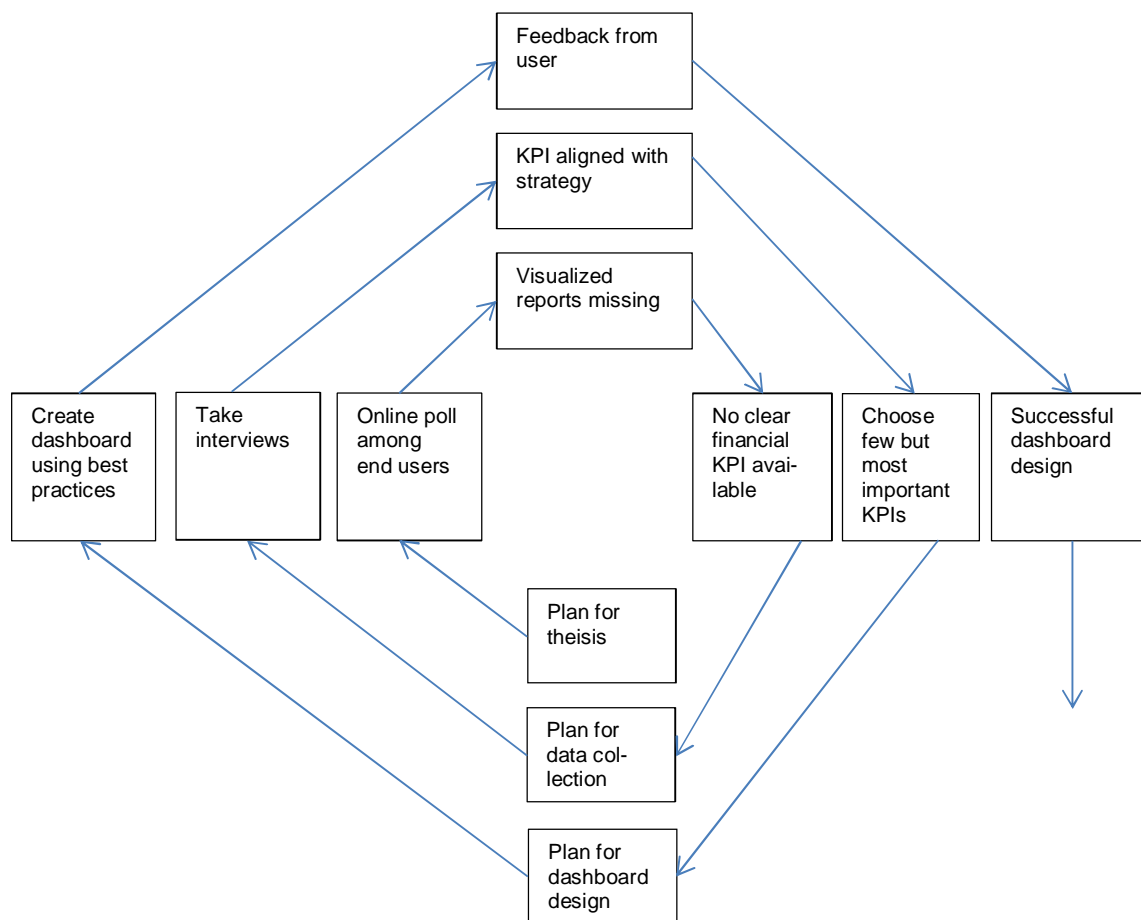 Feedback from
user
KPI aligned with
strategy
Visualized
reports missing
Create
dashboard
using best
practices
Take
interviews
Online poll
among
end users
No clear
financial
KPI avai-
lable
Choose
few but
most
important
KPIs
Successful
dashboard
design
Plan for
theisis
Plan for
data col-
lection
Plan for
dashboard
design